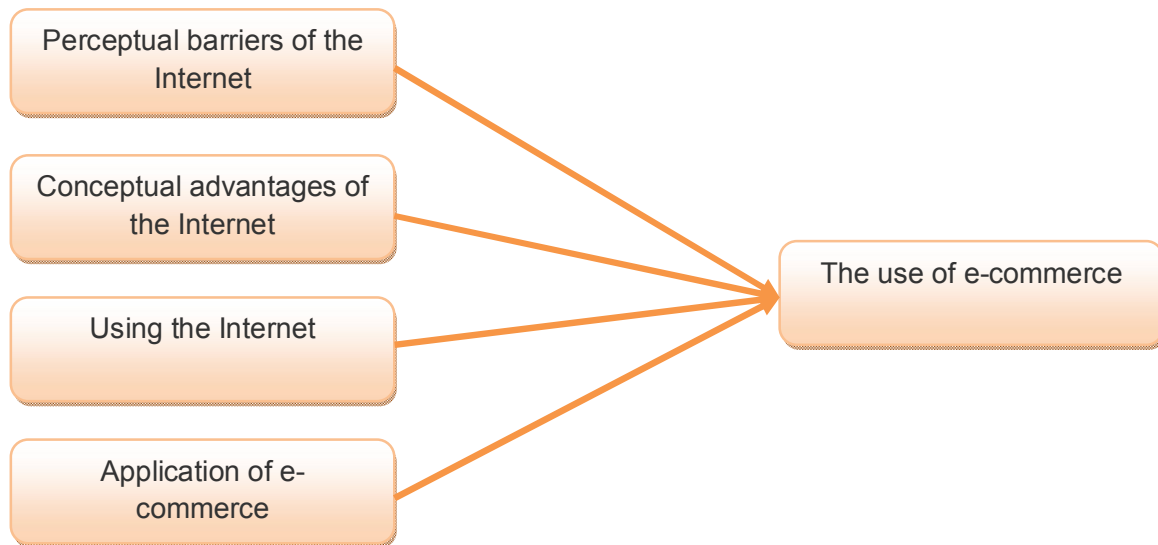 Perceptual barriers of the
Internet
Conceptual advantages of
the Internet
Using the Internet
Application of e-
commerce
The use of e-commerce